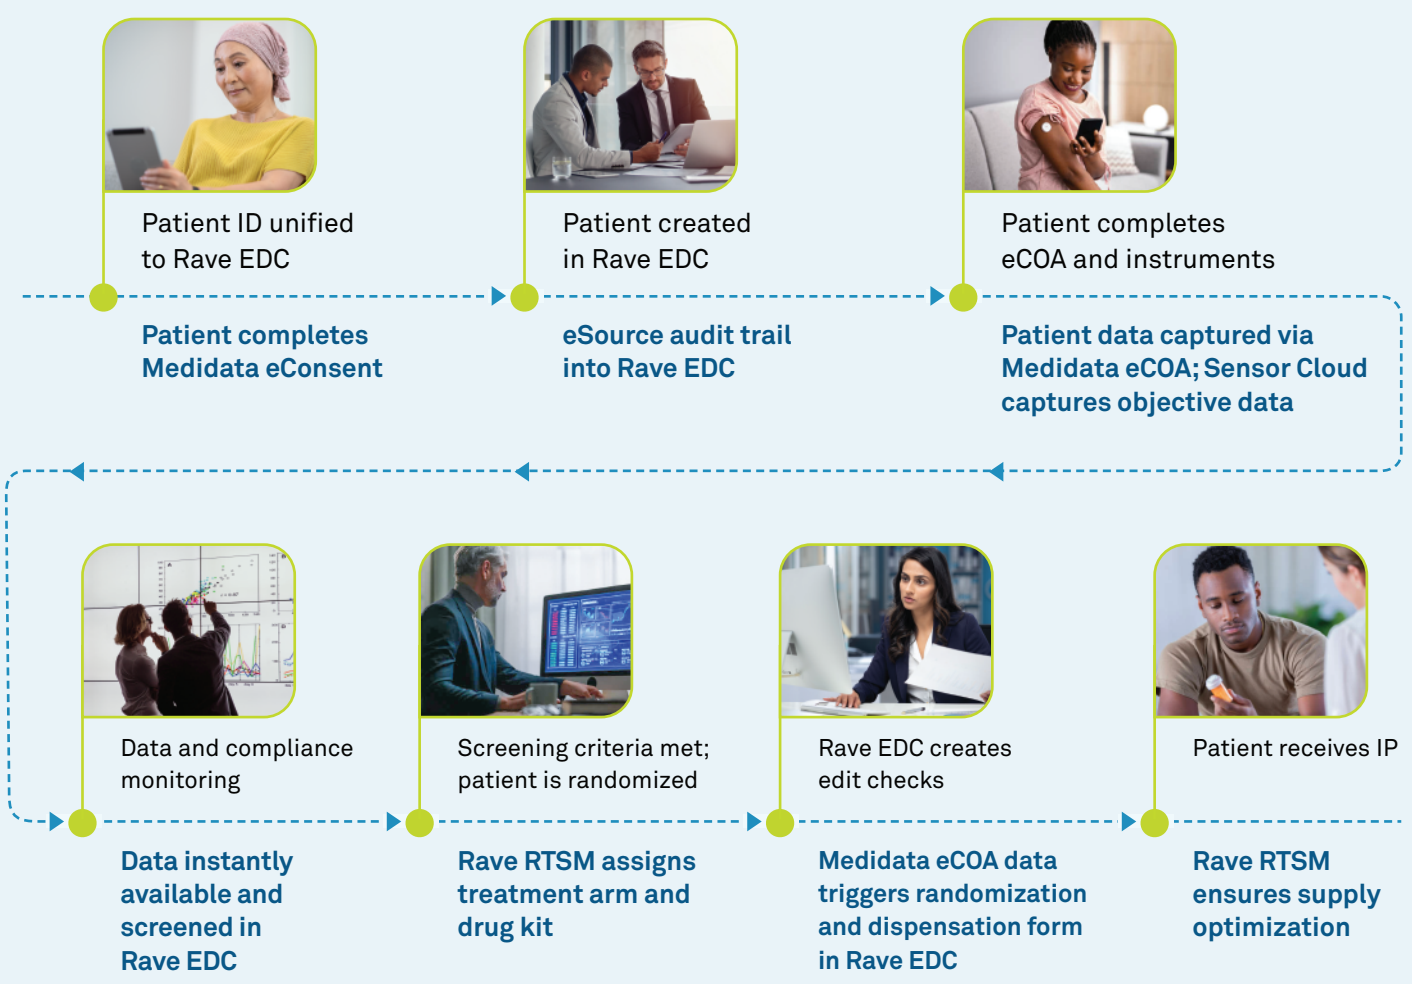 Patient ID unified
to Rave EDC
Patient completes
Medidata eConsent
Patient created
in Rave EDC
eSource audit trail
into Rave EDC
Patient completes
eCOA and instruments
Patient data captured via
Medidata eCOA; Sensor Cloud
captures objective data
Data and compliance
monitoring
Data instantly
available and
screened in
Rave EDC
Screening criteria met;
patient is randomized
Rave RTSM assigns
treatment arm and
drug kit
Rave EDC creates
edit checks
Medidata eCOA data
triggers randomization
and dispensation form
in Rave EDC
Patient receives IP
Rave RTSM
ensures supply
optimization